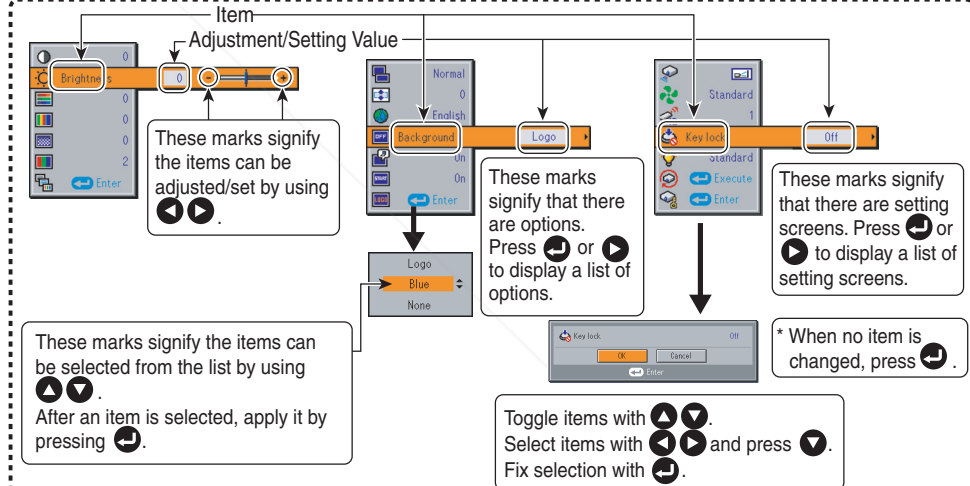 Item
Adjustment/Setting Value
0
Brightness
0
0
0
0
2
Enter
These marks signify
the items can be
adjusted/set by using
.
Normal
0
English
Background
Logo
On
On
Enter
These marks
signify that there
are options.
Press or
to display a list of
options.
Logo
Blue
None
Standard
1
Key lock
Off
Standard
Execute
Enter
These marks signify
that there are setting
screens. Press or
to display a list of
setting screens.
Key lock Off
OK Cancel
Enter
* When no item is
changed, press .
These marks signify the items can
be selected from the list by using
.
After an item is selected, apply it by
pressing .
Toggle items with .
Select items with and press .
Fix selection with .